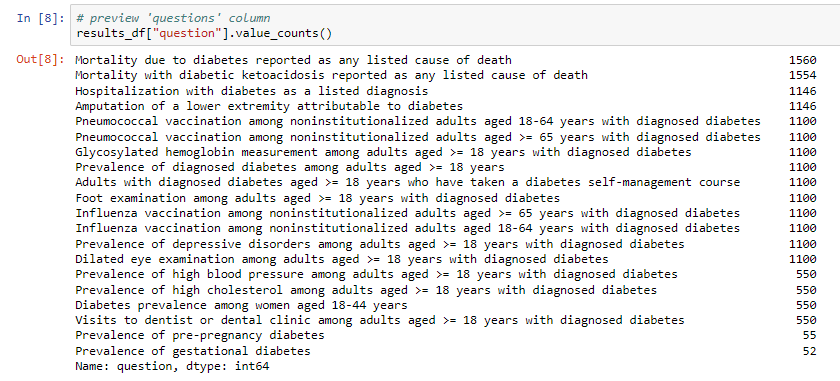 In [8]: # preview 'questions' column
results_df["question"].value_counts()
Out[8]: Mortality due to diabetes reported as any listed cause of death 1560
Mortality with diabetic ketoacidosis reported as any listed cause of death 1554
Hospitalization with diabetes as a listed diagnosis 1146
Amputation of a lower extremity attributable to diabetes 1146
Pneumococcal vaccination among noninstitutionalized adults aged 18-64 years with diagnosed diabetes 1100
Pneumococcal vaccination among noninstitutionalized adults aged >= 65 years with diagnosed diabetes 1100
Glycosylated hemoglobin measurement among adults aged >= 18 years with diagnosed diabetes 1100
Prevalence of diagnosed diabetes among adults aged >= 18 years 1100
Adults with diagnosed diabetes aged >= 18 years who have taken a diabetes self-management course 1100
Foot examination among adults aged >= 18 years with diagnosed diabetes 1100
Influenza vaccination among noninstitutionalized adults aged >= 65 years with diagnosed diabetes 1100
Influenza vaccination among noninstitutionalized adults aged 18-64 years with diagnosed diabetes 1100
Prevalence of depressive disorders among adults aged >= 18 years with diagnosed diabetes 1100
Dilated eye examination among adults aged >= 18 years with diagnosed diabetes 1100
Prevalence of high blood pressure among adults aged >= 18 years with diagnosed diabetes 550
Prevalence of high cholesterol among adults aged >= 18 years with diagnosed diabetes 550
Diabetes prevalence among women aged 18-44 years 550
Visits to dentist or dental clinic among adults aged >= 18 years with diagnosed diabetes 550
Prevalence of pre-pregnancy diabetes 55
Prevalence of gestational diabetes 52
Name: question, dtype: int64